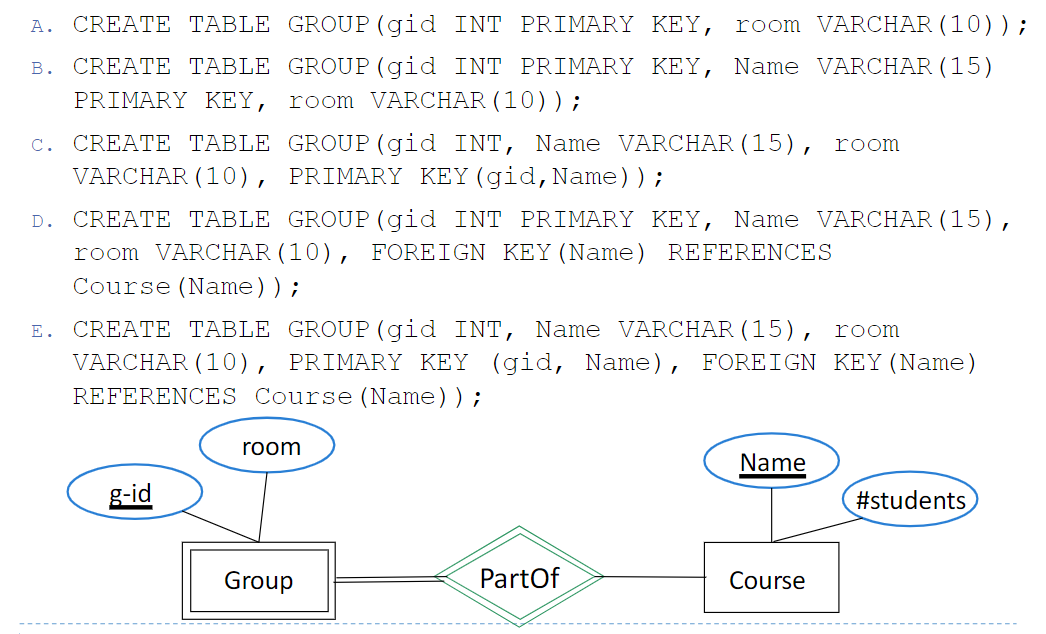 A. CREATE TABLE GROUP(gid INT PRIMARY KEY, room VARCHAR(10));
B. CREATE TABLE GROUP(gid INT PRIMARY KEY, Name VARCHAR(15)
PRIMARY KEY, room VARCHAR(10));
C. CREATE TABLE GROUP(gid INT, Name VARCHAR(15), room
VARCHAR(10), PRIMARY KEY(gid,Name));
D. CREATE TABLE GROUP(gid INT PRIMARY KEY, Name VARCHAR(15),
room VARCHAR(10), FOREIGN KEY(Name) REFERENCES
Course(Name));
E. CREATE TABLE GROUP(gid INT, Name VARCHAR(15), room
VARCHAR(10), PRIMARY KEY (gid, Name), FOREIGN KEY(Name)
REFERENCES Course(Name));
room
Name
g-id
#students
Group
PartOf
Course